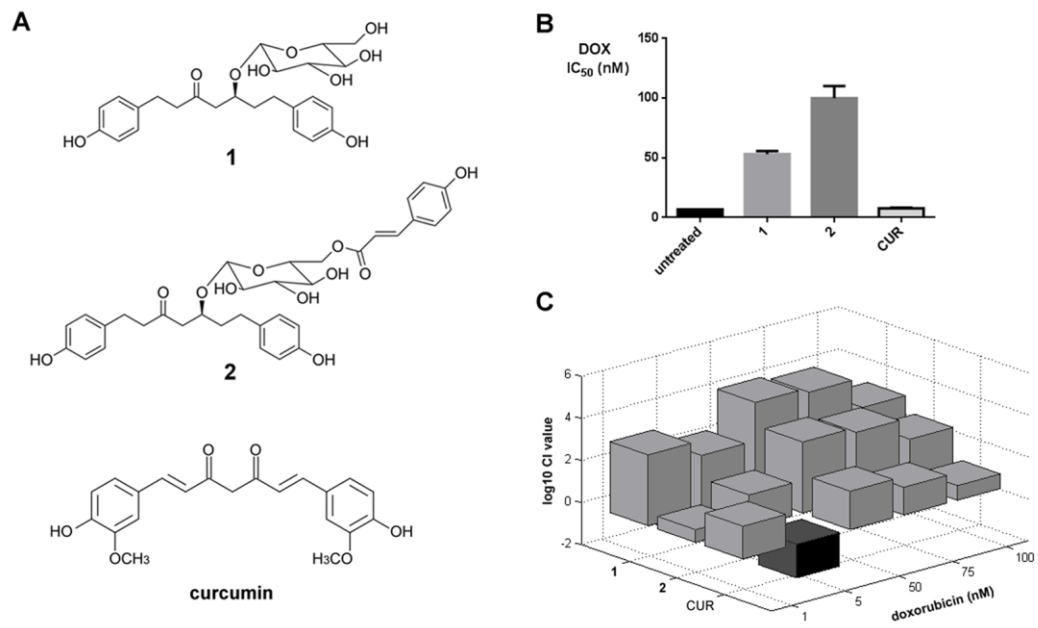 A
OH
O
O
HO
OH
OH
O
HO
OH
1
OH
O
O
O
O
HO
OH
OH
O
HO
OH
2
O
O
HO
OCH3
H3CO
OH
curcumin
B
DOX
IC50 (nM)
150
100
50
0
untreated
1
2
CUR
C
log10 CI value
6
4
2
0
-2
1
2
CUR
1
5
50
75
100
doxorubicin (nM)